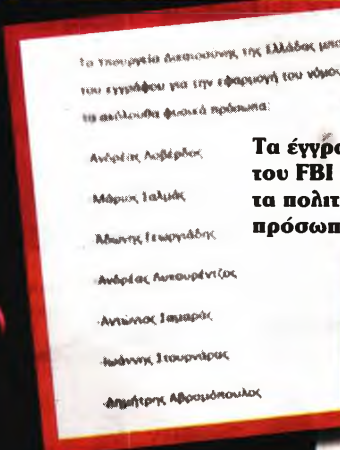 Το Υπουργείο Δικαιοσύνης της Ελλάδας
του εγγράφου για την εφαρμογή του νόμου
τα ακόλουθα φυσικά πρόσωπα:
Ανδρέας Λοβέρδος
-Μάριος Σαλμάς
-Άδωνης Γεωργιάδης
-Ανδρέας Λυκουρέντζος
-Αντώνιος Σαμαράς
-Ιωάννης Στουρνάρας
-Δημήτρης Αβραμόπουλος
Τα έγγρα
του FBI
τα πολιτ
πρόσωπ